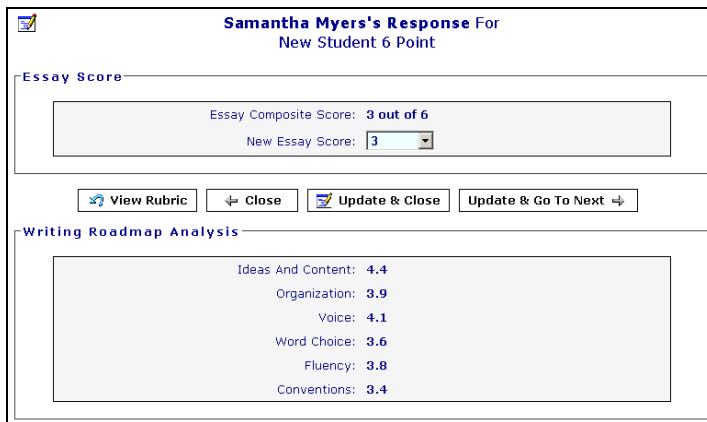 Samantha Myers's Response For
New Student 6 Point
Essay Score
Essay Composite Score: 3 out of 6
New Essay Score: 3
View Rubric Close Update & Close Update & Go To Next
Writing Roadmap Analysis
Ideas And Content: 4.4
Organization: 3.9
Voice: 4.1
Word Choice: 3.6
Fluency: 3.8
Conventions: 3.4